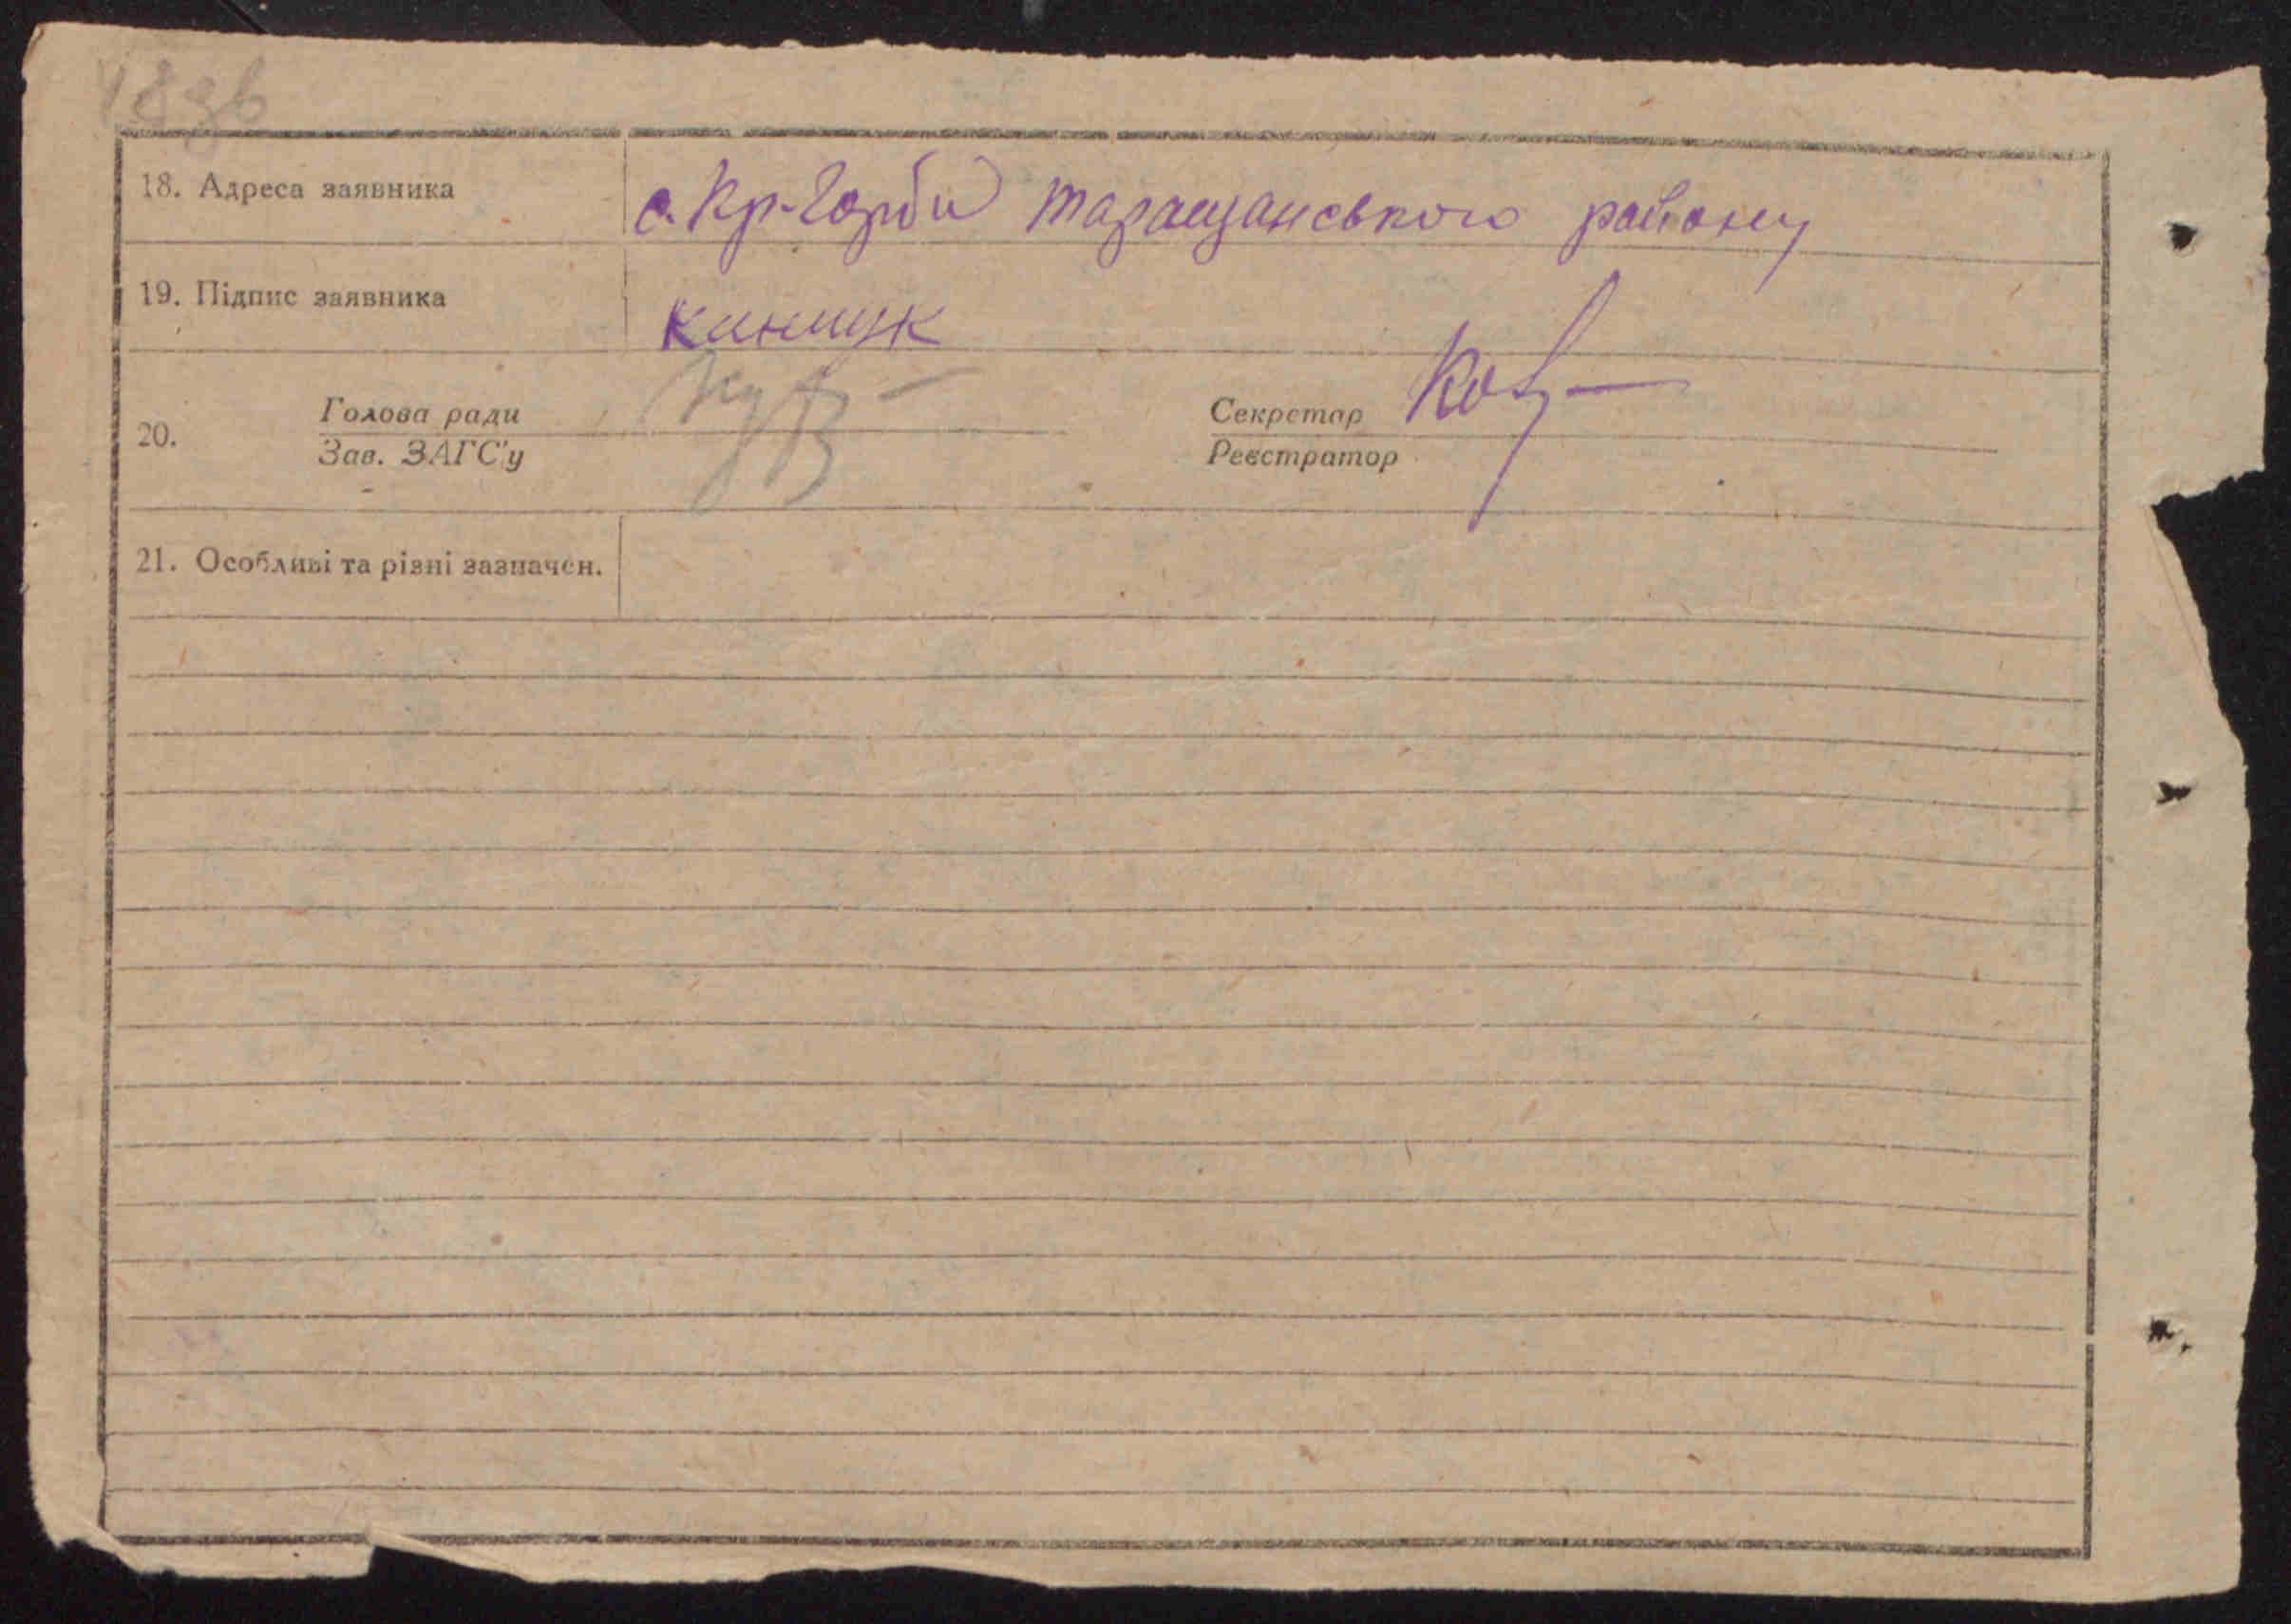 18. Адреса заявника с. Кр-Горби Таращанського району
19. Підпис заявника
20. Голова ради Секретар
Зав. ЗАГС'у Реєстратор
21. Особливі та різні зазначен.